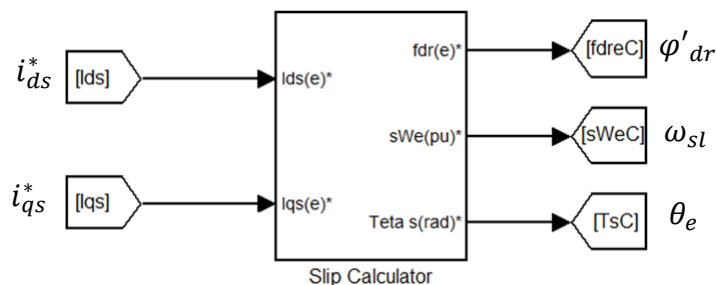 i*ds [Ids] Ids(e)* fdr(e)* [fdreC] φ'dr
sWe(pu)* [sWeC] ωsl
i*qs [Iqs] Iqs(e)* Teta s(rad)* [TsC] θe
Slip Calculator